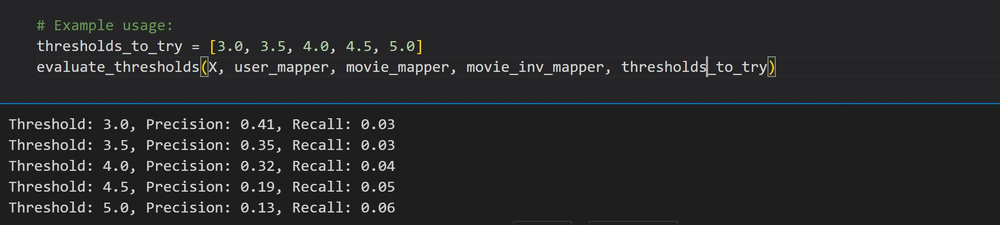 # Example usage:
thresholds_to_try = [3.0, 3.5, 4.0, 4.5, 5.0]
evaluate_thresholds(X, user_mapper, movie_mapper, movie_inv_mapper, thresholds_to_try)
Threshold: 3.0, Precision: 0.41, Recall: 0.03
Threshold: 3.5, Precision: 0.35, Recall: 0.03
Threshold: 4.0, Precision: 0.32, Recall: 0.04
Threshold: 4.5, Precision: 0.19, Recall: 0.05
Threshold: 5.0, Precision: 0.13, Recall: 0.06